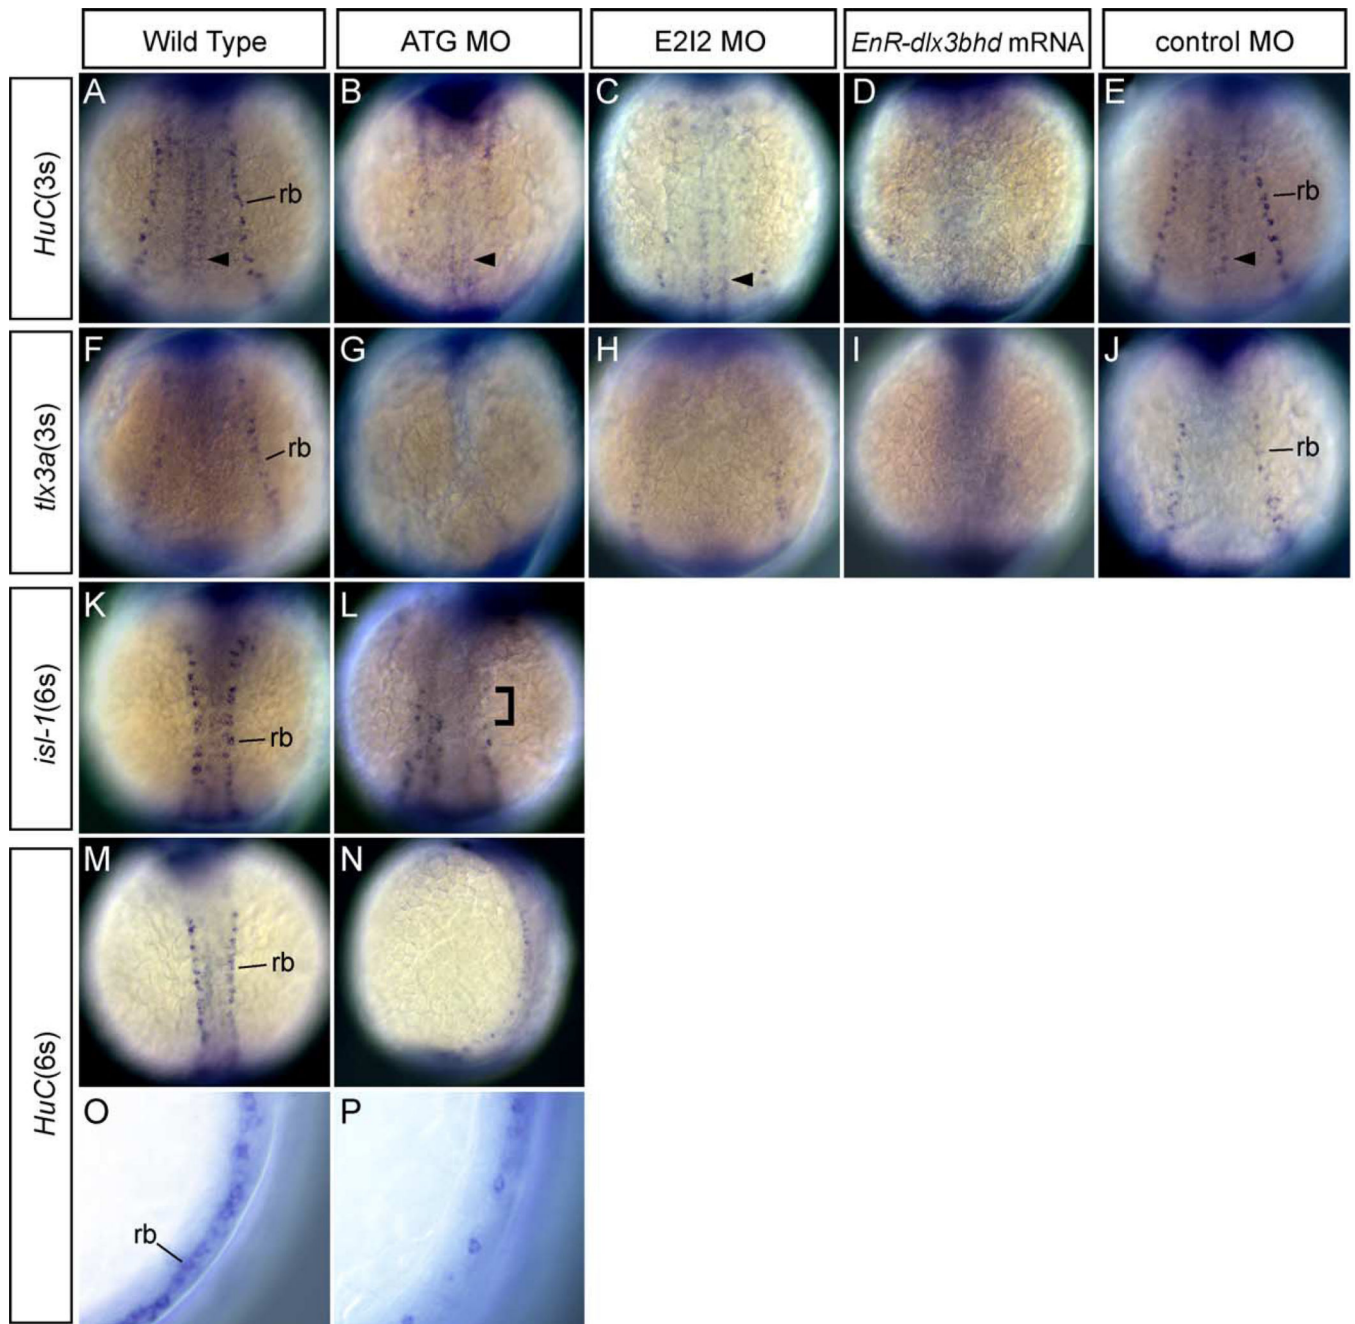 Wild Type
ATG MO
E2I2 MO
EnR-dlx3bhd mRNA
control MO
HuC(3s)
A
rb
B
C
D
E
rb
tlx3a(3s)
F
rb
G
H
I
J
rb
isl-1(6s)
K
rb
L
HuC(6s)
M
rb
N
O
rb
P